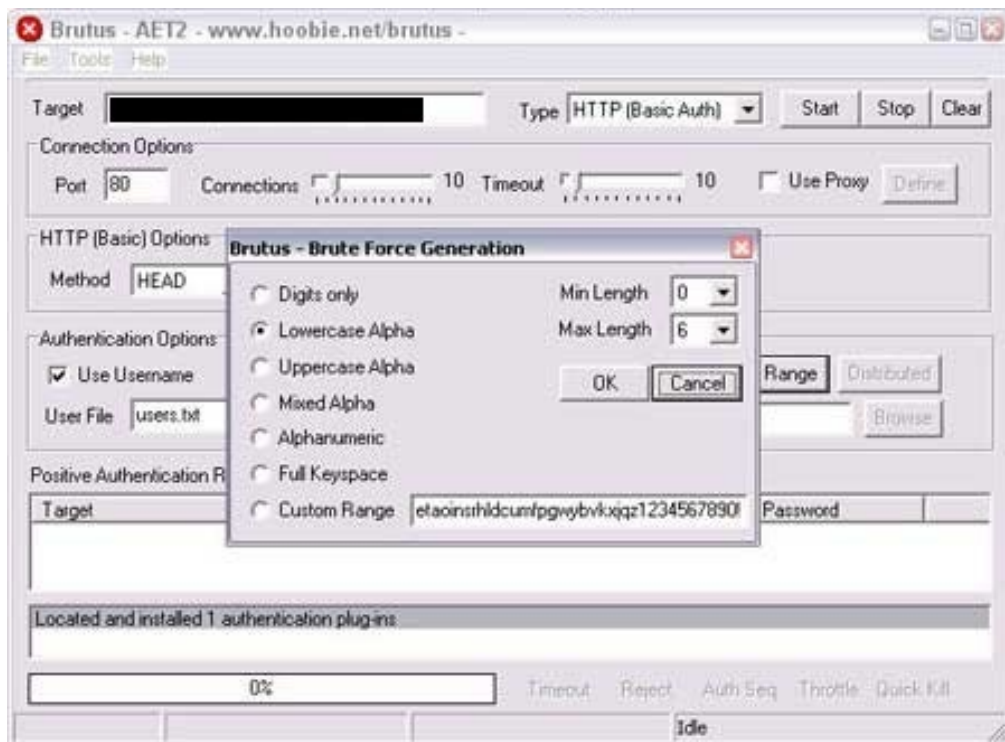 Brutus - AET2 - www.hoobie.net/brutus -
File Tools Help
Target Type HTTP (Basic Auth) Start Stop Clear
Connection Options
Port 80 Connections 10 Timeout 10 Use Proxy Define
HTTP (Basic) Options
Method HEAD
Brutus - Brute Force Generation
Digits only Min Length 0
Lowercase Alpha Max Length 6
Uppercase Alpha
OK Cancel
Mixed Alpha
Alphanumeric
Full Keyspace
Custom Range etaoinsrhldcumfpgwybvkxjqz1234567890!
Authentication Options
Use Username Range Distributed
User File users.txt Browse
Positive Authentication R
Target Password
Located and installed 1 authentication plug-ins
0% Timeout Reject Auth Seq Throttle Quick Kill
Idle